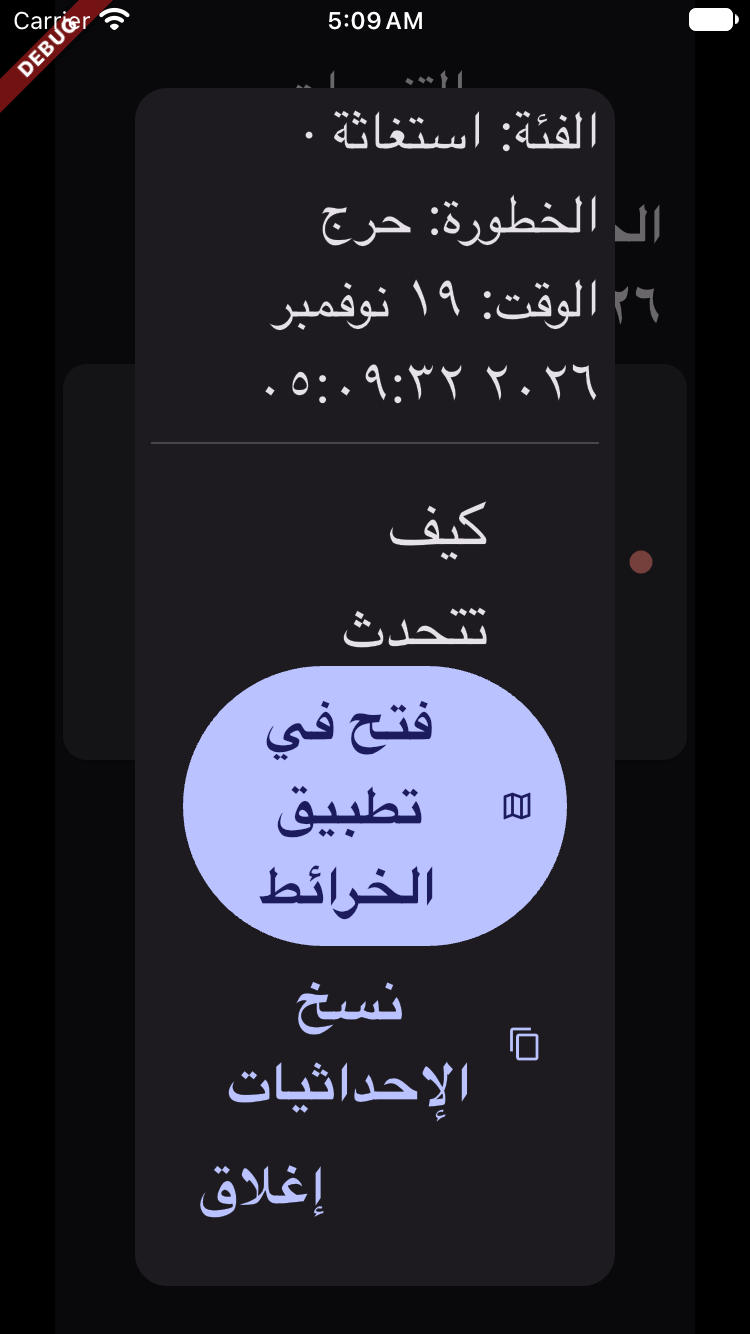 Carrier
5:09 AM
DEBUG
الفئة: استغاثة ·
الخطورة: حرج
الوقت: ١٩ نوفمبر
٢٠٢٦ ٠٥:٠٩:٣٢
كيف
تتحدث
فتح في
تطبيق
الخرائط
نسخ
الإحداثيات
إغلاق